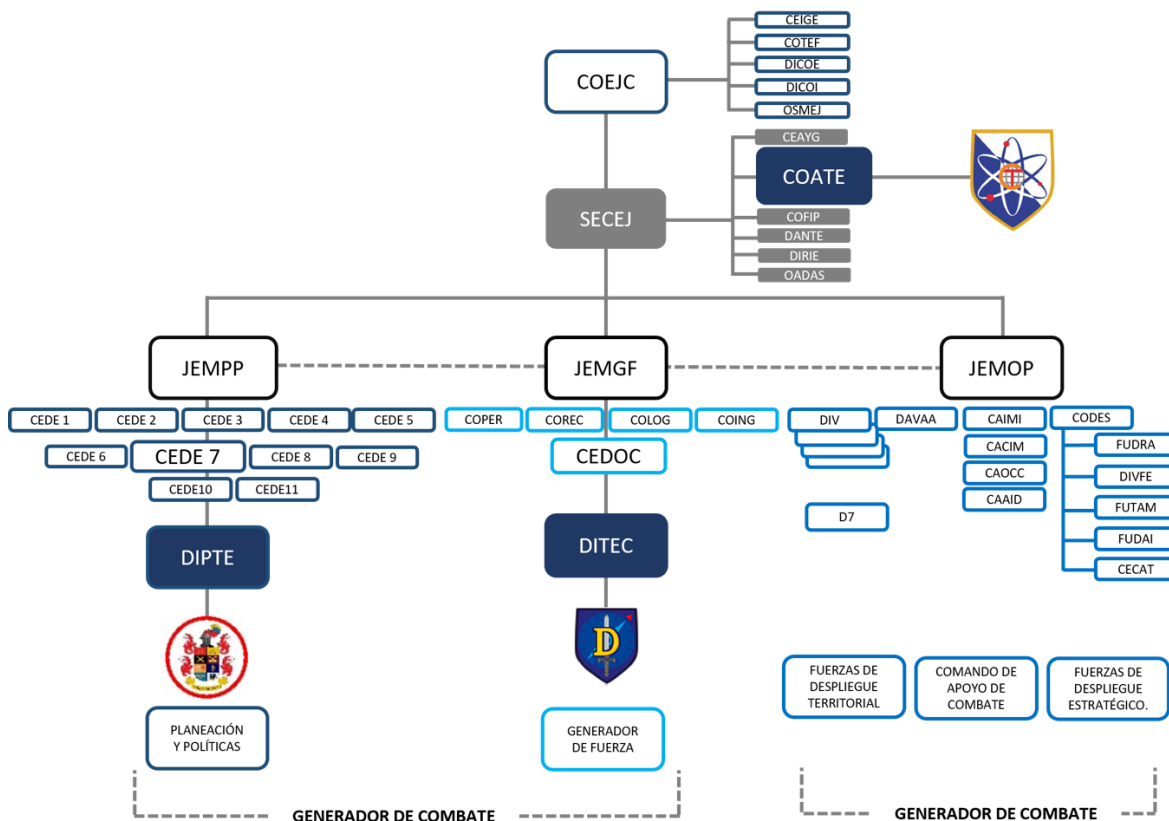 CEIGE
COTEF
COEJC
DICOE
DICOI
OSMEJ
CEAYG
COATE
T
SECEJ
COFIP
DANTE
DIRIE
OADAS
JEMPP
JEMGF
JEMOP
CEDE 1
CEDE 2
CEDE 3
CEDE 4
CEDE 5
COPER
COREC
COLOG
COING
DIV
DAVAA
CAIMI
CODES
CEDE 6
CEDE 7
CEDE 8
CEDE 9
CEDOC
CACIM
FUDRA
CEDE10
CEDE11
CAOCC
DIVFE
CAAID
D7
FUTAM
DIPTE
DITEC
FUDAI
CECAT
D
PLANEACIÓN
Y POLÍTICAS
GENERADOR
DE FUERZA
FUERZAS DE
DESPLIEGUE
TERRITORIAL
COMANDO DE
APOYO DE
COMBATE
FUERZAS DE
DESPLIEGUE
ESTRATÉGICO.
GENERADOR DE COMBATE
GENERADOR DE COMBATE